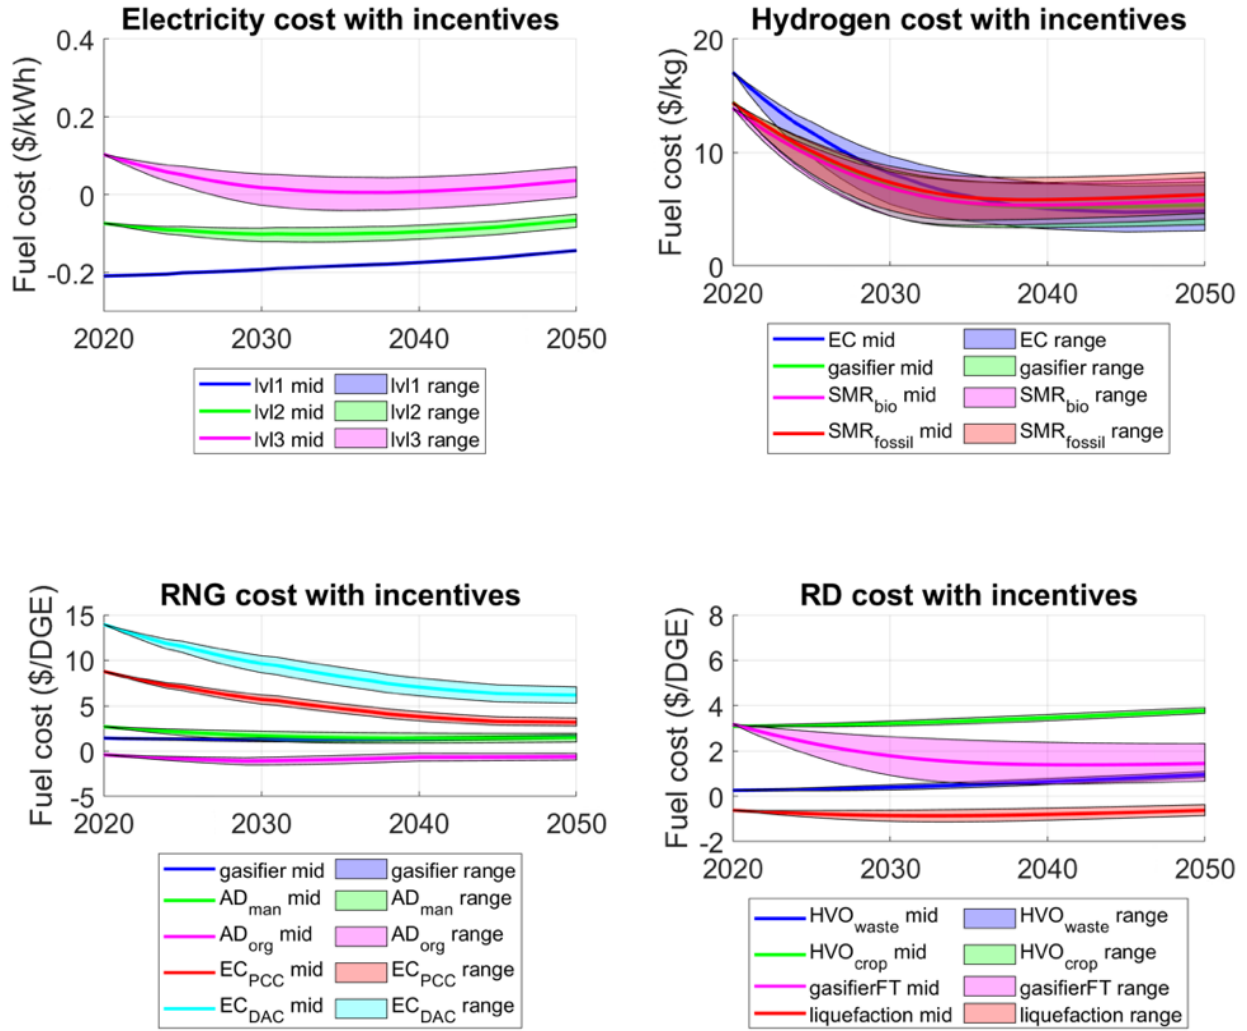 Electricity cost with incentives
Fuel cost ($/kWh)
0.4
0.2
0
-0.2
2020 2030 2040 2050
lvl1 mid lvl1 range
lvl2 mid lvl2 range
lvl3 mid lvl3 range
Hydrogen cost with incentives
Fuel cost ($/kg)
20
10
0
2020 2030 2040 2050
EC mid EC range
gasifier mid gasifier range
SMRbio mid SMRbio range
SMRfossil mid SMRfossil range
RNG cost with incentives
Fuel cost ($/DGE)
15
10
5
0
-5
2020 2030 2040 2050
gasifier mid gasifier range
ADman mid ADman range
ADorg mid ADorg range
ECPCC mid ECPCC range
ECDAC mid ECDAC range
RD cost with incentives
Fuel cost ($/DGE)
8
6
4
2
0
-2
2020 2030 2040 2050
HVOwaste mid HVOwaste range
HVOcrop mid HVOcrop range
gasifierFT mid gasifierFT range
liquefaction mid liquefaction range